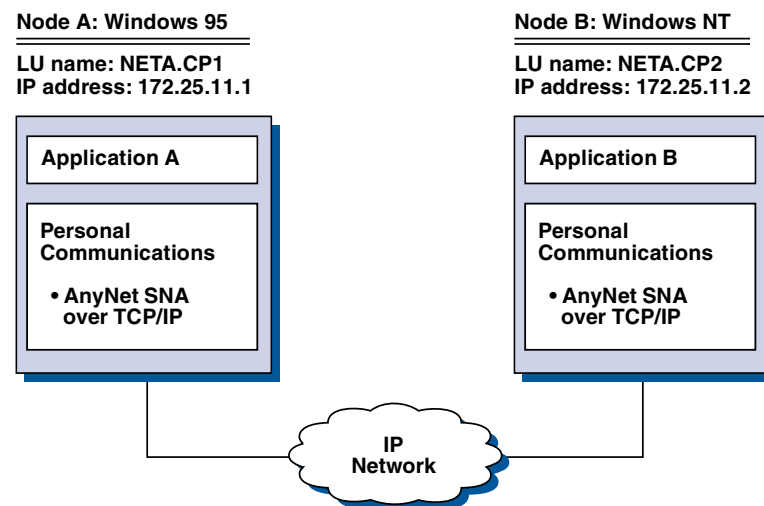 Node A: Windows 95
LU name: NETA.CP1
IP address: 172.25.11.1
Application A
Personal
Communications
• AnyNet SNA
over TCP/IP
Node B: Windows NT
LU name: NETA.CP2
IP address: 172.25.11.2
Application B
Personal
Communications
• AnyNet SNA
over TCP/IP
IP
Network